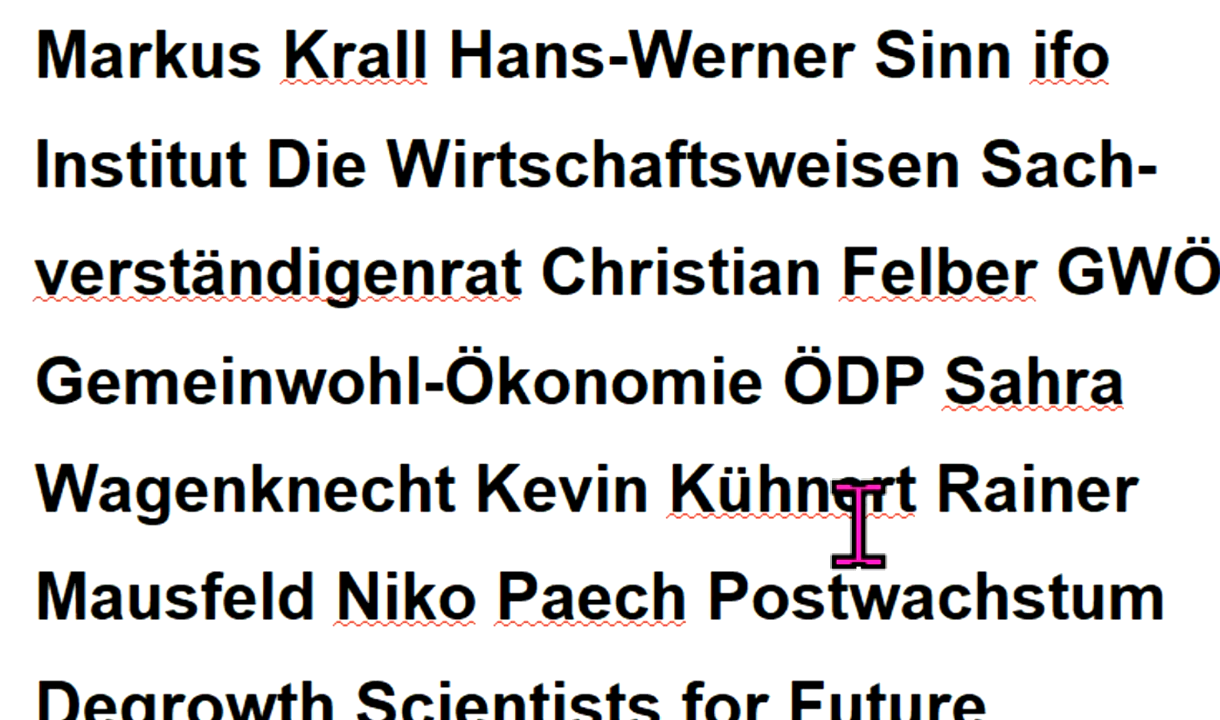 Markus Krall Hans-Werner Sinn ifo
Institut Die Wirtschaftsweisen Sach-
verständigenrat Christian Felber GWÖ
Gemeinwohl-Ökonomie ÖDP Sahra
Wagenknecht Kevin Kühnert Rainer
Mausfeld Niko Paech Postwachstum
Degrowth Scientists for Future